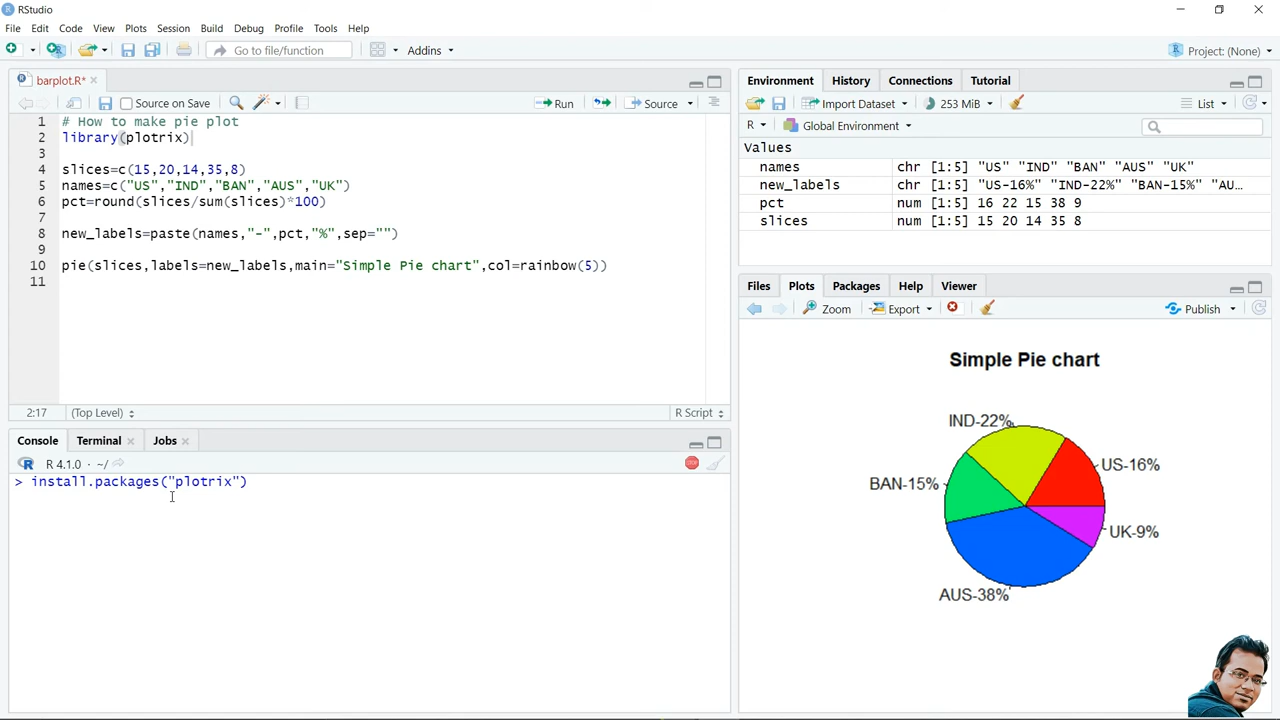 RStudio
File Edit Code View Plots Session Build Debug Profile Tools Help
Go to file/function Addins Project: (None)
barplot.R*
Source on Save Run Source
1 # How to make pie plot
2 library(plotrix)
3
4 slices=c(15,20,14,35,8)
5 names=c("US","IND","BAN","AUS","UK")
6 pct=round(slices/sum(slices)*100)
7
8 new_labels=paste(names,"-",pct,"%",sep="")
9
10 pie(slices,labels=new_labels,main="Simple Pie chart",col=rainbow(5))
11
2:17 (Top Level) R Script
Console Terminal Jobs
R 4.1.0 · ~/
> install.packages("plotrix")
Environment History Connections Tutorial
Import Dataset 253 MiB List
R Global Environment
Values
names chr [1:5] "US" "IND" "BAN" "AUS" "UK"
new_labels chr [1:5] "US-16%" "IND-22%" "BAN-15%" "AU…
pct num [1:5] 16 22 15 38 9
slices num [1:5] 15 20 14 35 8
Files Plots Packages Help Viewer
Zoom Export Publish
Simple Pie chart
IND-22%
US-16%
BAN-15%
UK-9%
AUS-38%